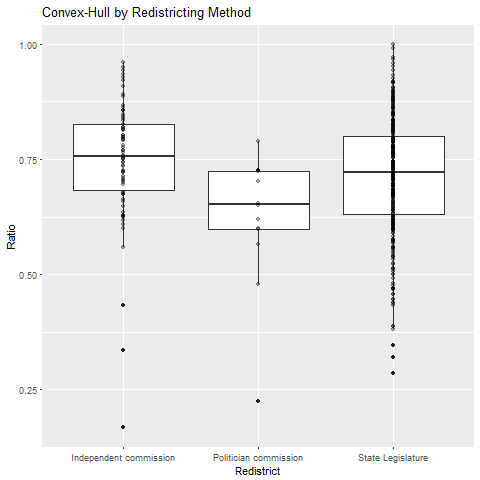 Convex-Hull by Redistricting Method
1.00
0.75
0.50
0.25
Ratio
Independent commission
Politician commission
State Legislature
Redistrict